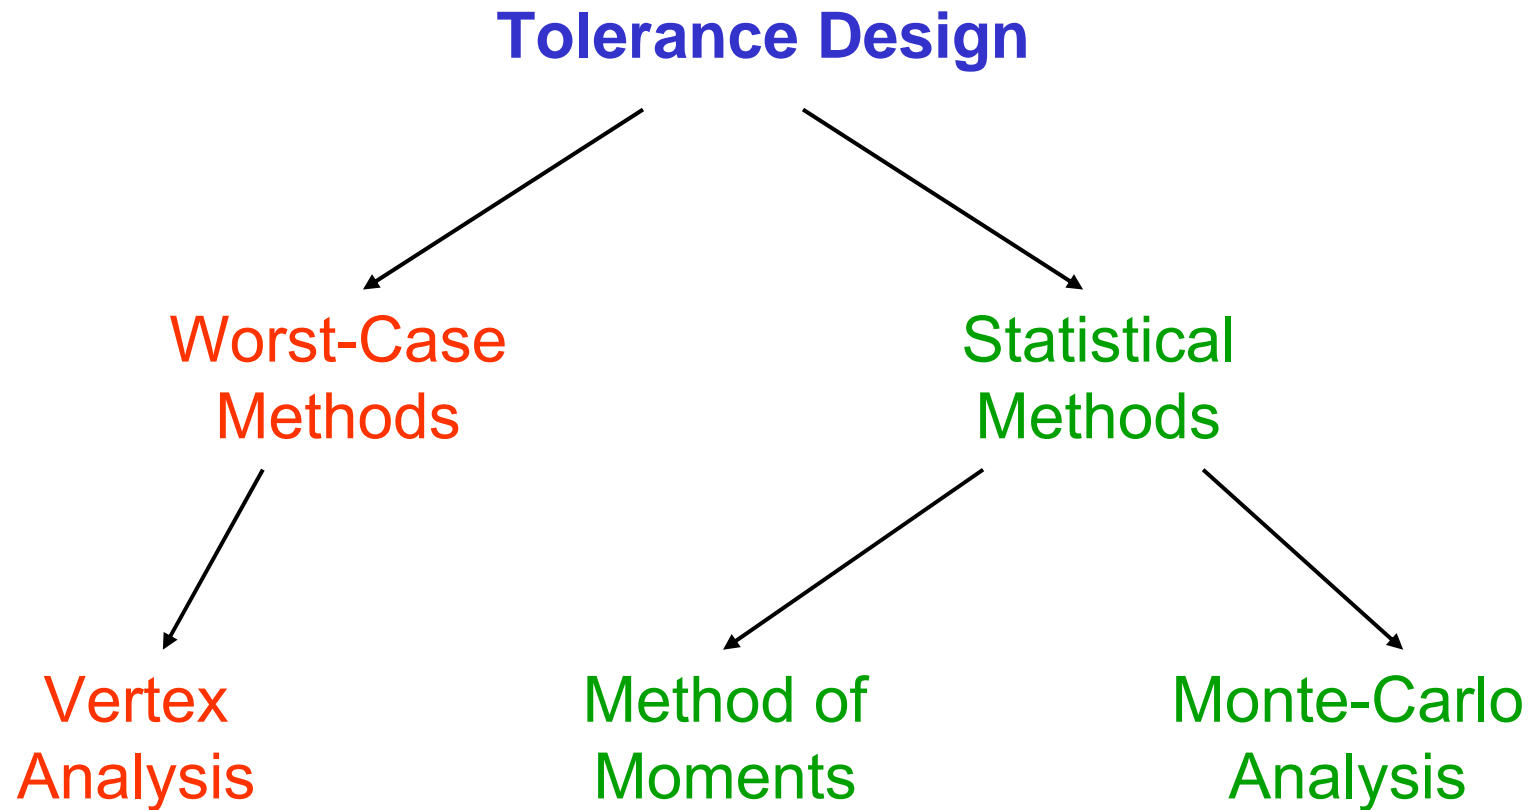 Tolerance Design
Worst-Case
Methods
Statistical
Methods
Vertex
Analysis
Method of
Moments
Monte-Carlo
Analysis